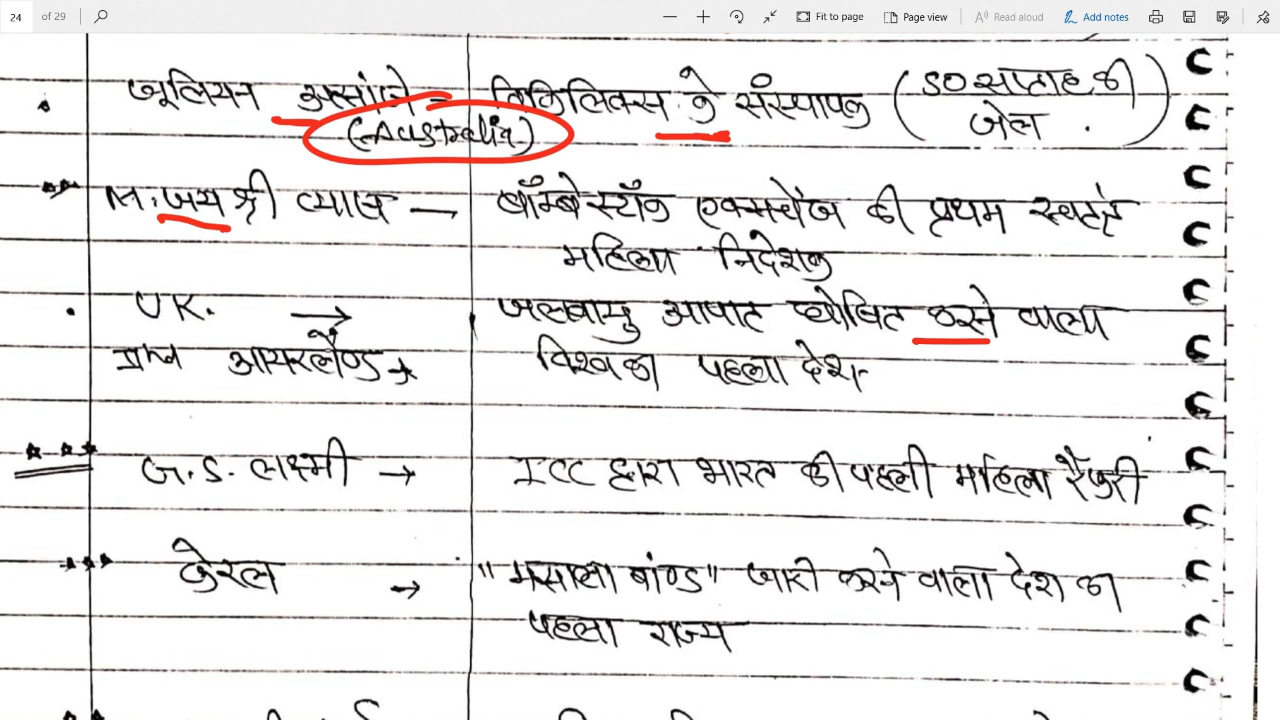 24 of 29 Fit to page Page view Read aloud Add notes
जूलियन असांजे - विकिलिक्स के संस्थापक (50 सप्ताह की जेल.)
(Australia)
M. जय श्री व्यास — बॉम्बे स्टॉक एक्सचेंज की प्रथम स्वतंत्र
महिला निदेशक
UK. → जलवायु आपात घोषित करने वाला
आयरलैण्ड → विश्व का पहला देश
G.S. लक्ष्मी → ICC द्वारा भारत की पहली महिला रैफरी
केरल → "मसाला बांण्ड" जारी करने वाला देश का
पहला राज्य